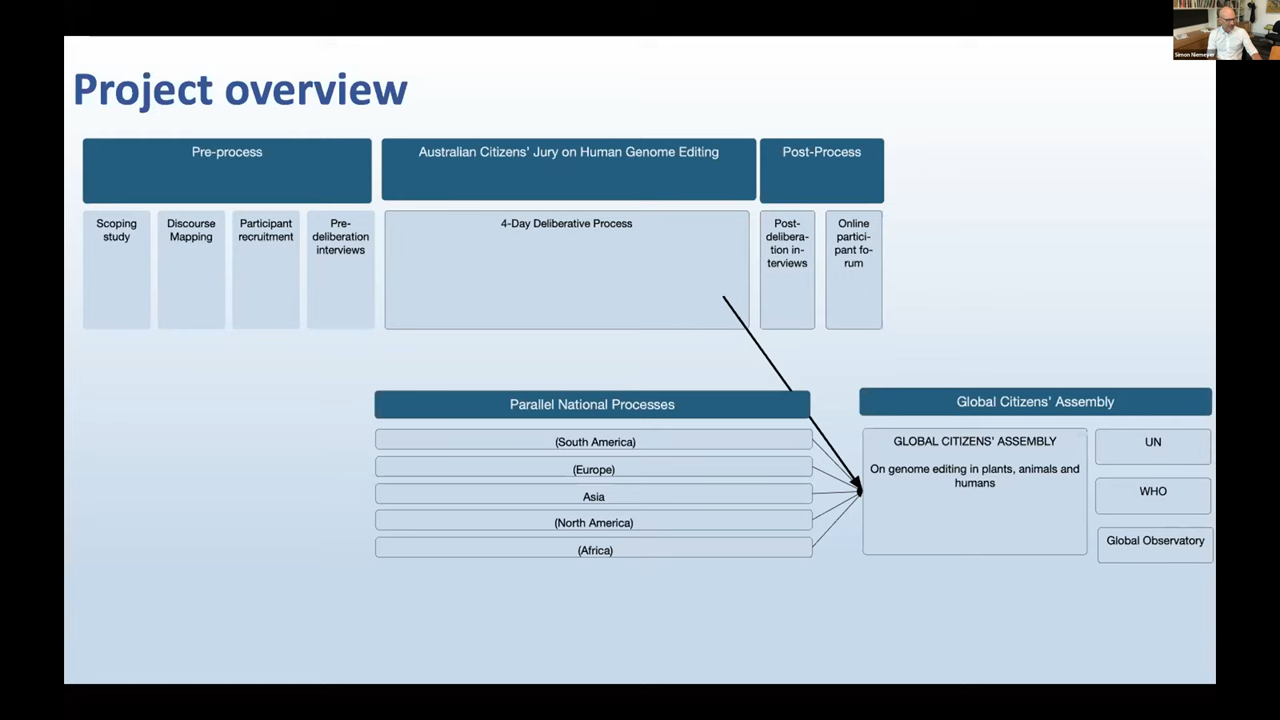 Project overview
Pre-process
Australian Citizens' Jury on Human Genome Editing
Post-Process
Scoping
study
Discourse
Mapping
Participant
recruitment
Pre-
deliberation
interviews
4-Day Deliberative Process
Post-
delibera-
tion in-
terviews
Online
partici-
pant fo-
rum
Parallel National Processes
(South America)
(Europe)
Asia
(North America)
(Africa)
Global Citizens' Assembly
GLOBAL CITIZENS' ASSEMBLY
On genome editing in plants, animals and
humans
UN
WHO
Global Observatory
Simon Niemeyer